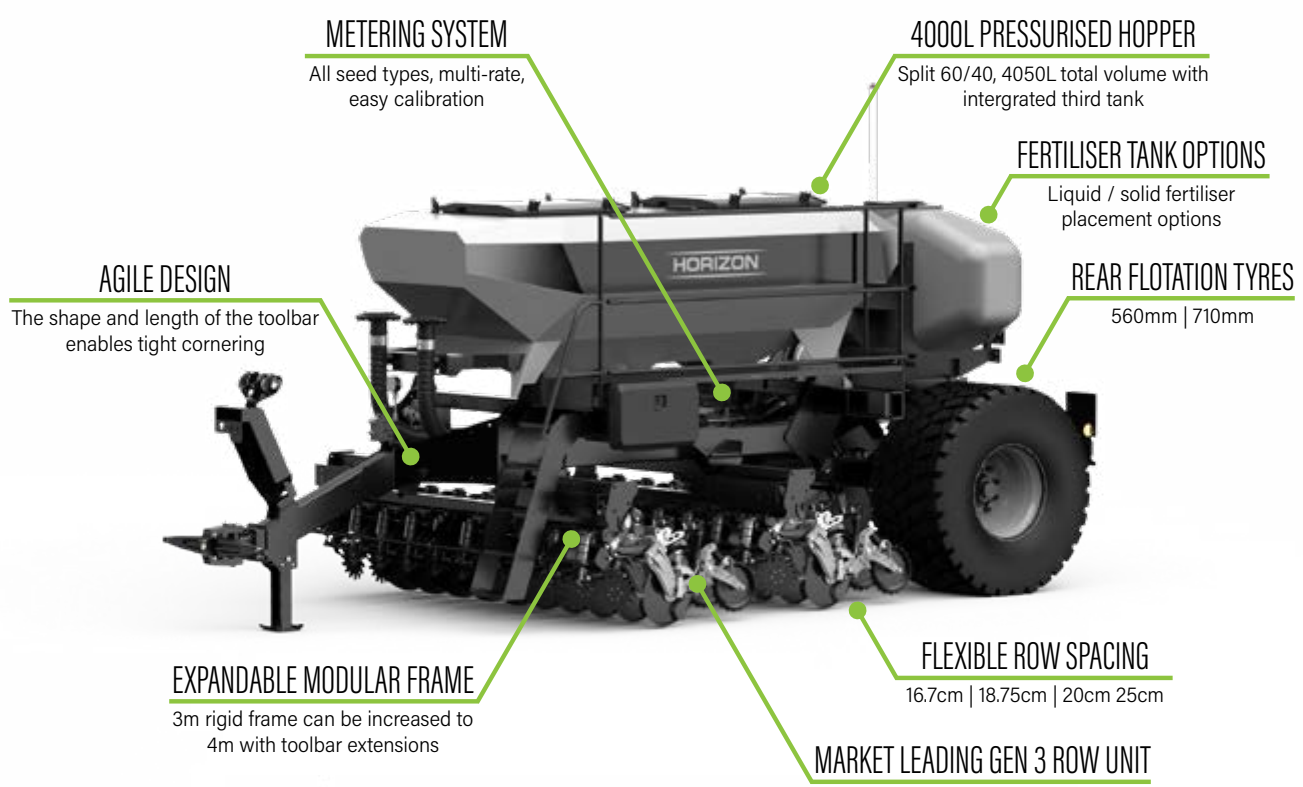 METERING SYSTEM
All seed types, multi-rate,
easy calibration
4000L PRESSURISED HOPPER
Split 60/40, 4050L total volume with
intergrated third tank
FERTILISER TANK OPTIONS
Liquid / solid fertiliser
placement options
REAR FLOTATION TYRES
560mm | 710mm
AGILE DESIGN
The shape and length of the toolbar
enables tight cornering
HORIZON
EXPANDABLE MODULAR FRAME
3m rigid frame can be increased to
4m with toolbar extensions
FLEXIBLE ROW SPACING
16.7cm | 18.75cm | 20cm 25cm
MARKET LEADING GEN 3 ROW UNIT